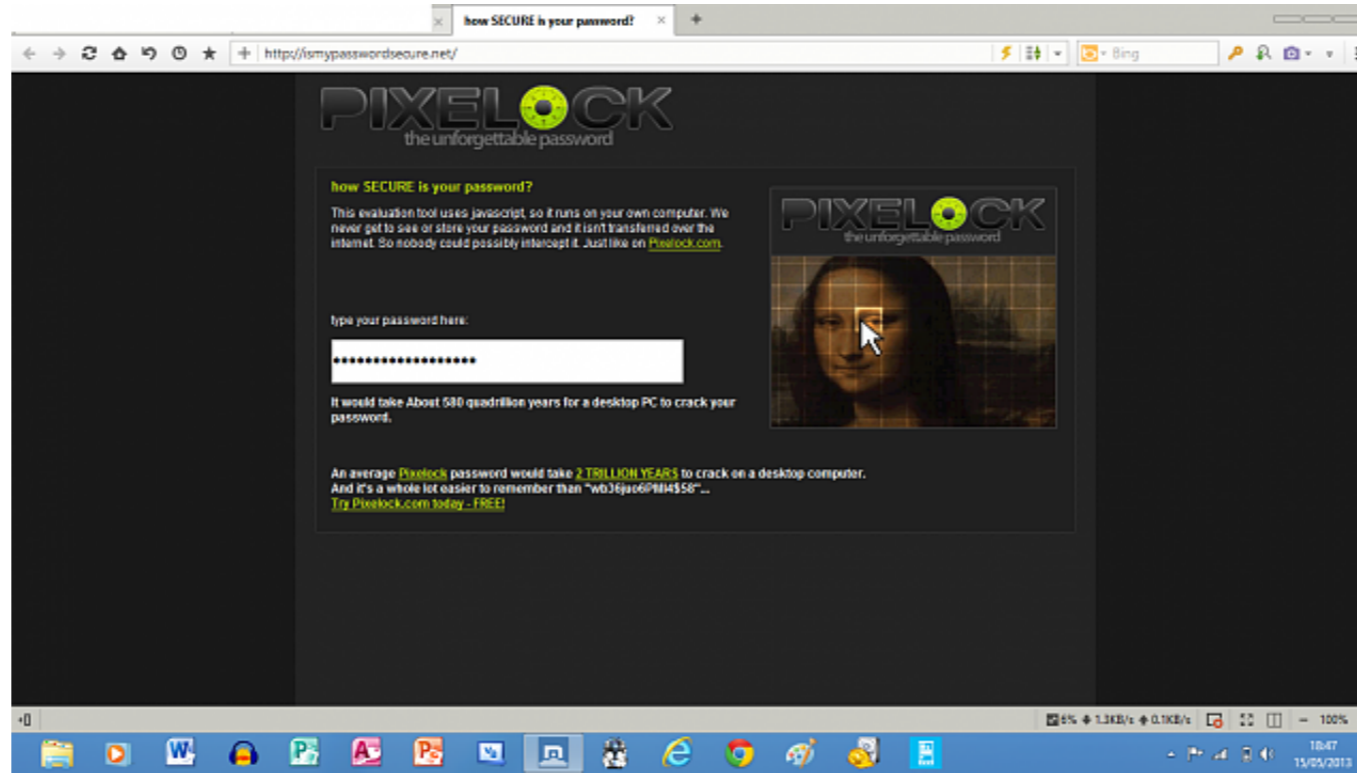 how SECURE is your password?
http://ismypasswordsecure.net/
Bing
PIXELOCK
the unforgettable password
how SECURE is your password?
This evaluation tool uses javascript, so it runs on your own computer. We
never get to see or store your password and it isn't transferred over the
internet. So nobody could possibly intercept it. Just like on Pixelock.com.
type your password here:
It would take About 580 quadrillion years for a desktop PC to crack your
password.
PIXELOCK
the unforgettable password
An average Pixelock password would take 2 TRILLION YEARS to crack on a desktop computer.
And it's a whole lot easier to remember than
Try Pixelock.com today - FREE!
6% 1.3KB/s 0.1KB/s 100%
18:47
15/05/2013